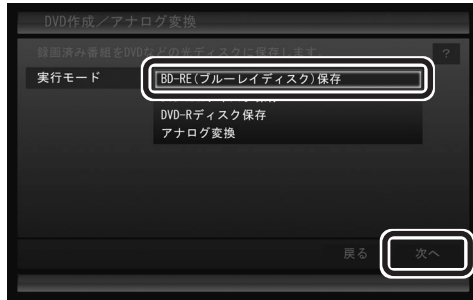 DVD作成／アナログ変換
録画済み番組をDVDなどの光ディスクに保存します。
?
実行モード
BD-RE(ブルーレイディスク)保存
DVD-Rディスク保存
アナログ変換
戻る
次へ